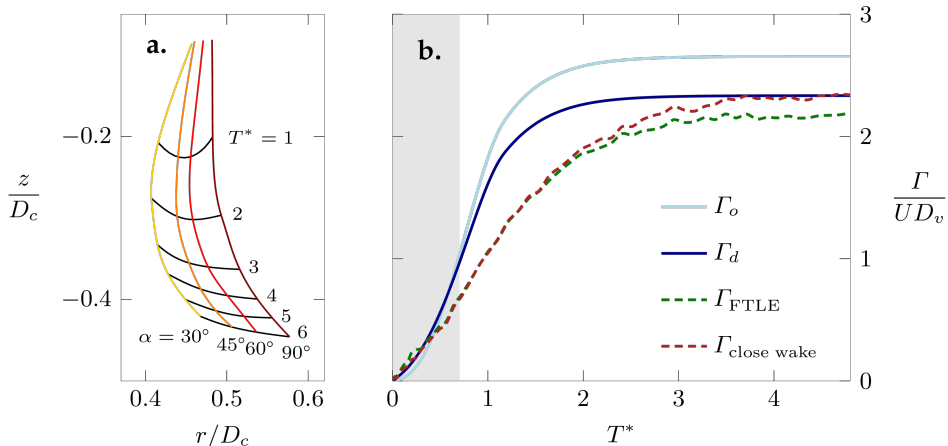 a.
−0.2
−0.4
z
D_c
0.4
0.5
0.6
r/D_c
T* = 1
2
3
4
5
6
α = 30°
45°
60°
90°
b.
0
1
2
3
4
T*
Γ_o
Γ_d
Γ_FTLE
Γ_close wake
3
2
1
0
Γ
UD_v